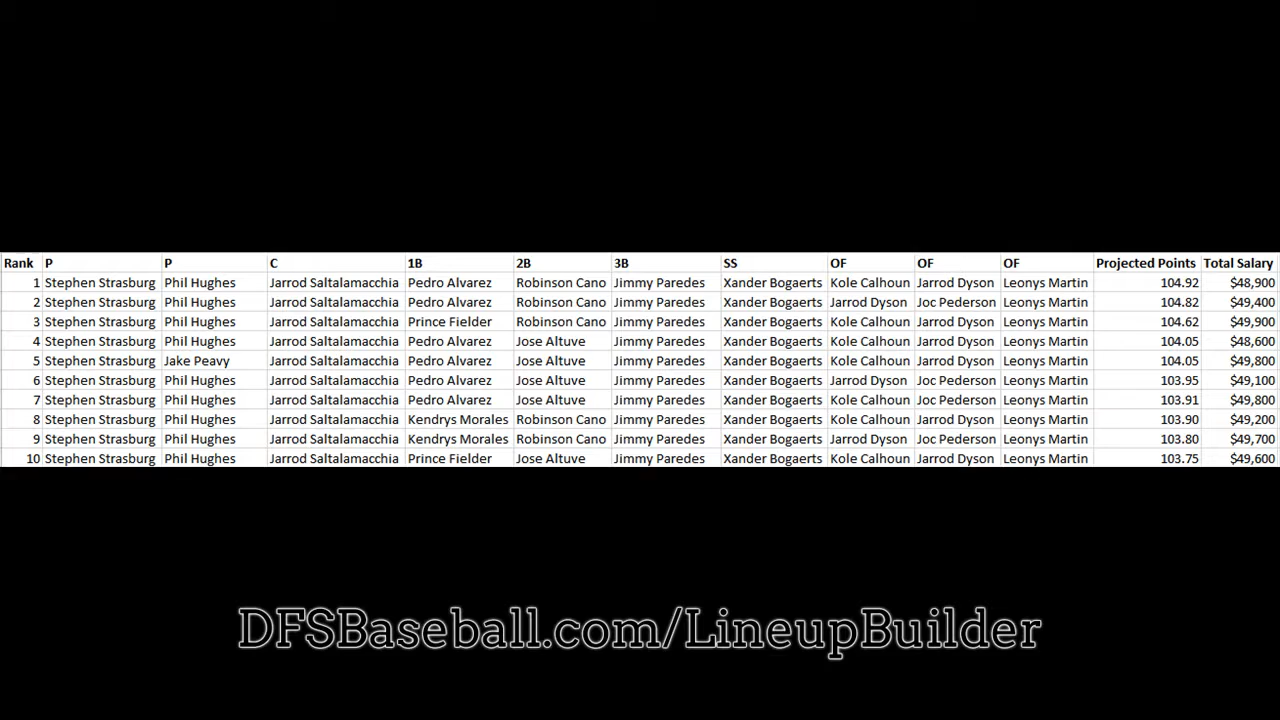 Rank P P C 1B 2B 3B SS OF OF OF Projected Points Total Salary
1 Stephen Strasburg Phil Hughes Jarrod Saltalamacchia Pedro Alvarez Robinson Cano Jimmy Paredes Xander Bogaerts Kole Calhoun Jarrod Dyson Leonys Martin 104.92 $48,900
2 Stephen Strasburg Phil Hughes Jarrod Saltalamacchia Pedro Alvarez Robinson Cano Jimmy Paredes Xander Bogaerts Jarrod Dyson Joc Pederson Leonys Martin 104.82 $49,400
3 Stephen Strasburg Phil Hughes Jarrod Saltalamacchia Prince Fielder Robinson Cano Jimmy Paredes Xander Bogaerts Kole Calhoun Jarrod Dyson Leonys Martin 104.62 $49,900
4 Stephen Strasburg Phil Hughes Jarrod Saltalamacchia Pedro Alvarez Jose Altuve Jimmy Paredes Xander Bogaerts Kole Calhoun Jarrod Dyson Leonys Martin 104.05 $48,600
5 Stephen Strasburg Jake Peavy Jarrod Saltalamacchia Pedro Alvarez Jose Altuve Jimmy Paredes Xander Bogaerts Kole Calhoun Jarrod Dyson Leonys Martin 104.05 $49,800
6 Stephen Strasburg Phil Hughes Jarrod Saltalamacchia Pedro Alvarez Jose Altuve Jimmy Paredes Xander Bogaerts Jarrod Dyson Joc Pederson Leonys Martin 103.95 $49,100
7 Stephen Strasburg Phil Hughes Jarrod Saltalamacchia Pedro Alvarez Jose Altuve Jimmy Paredes Xander Bogaerts Kole Calhoun Joc Pederson Leonys Martin 103.91 $49,800
8 Stephen Strasburg Phil Hughes Jarrod Saltalamacchia Kendrys Morales Robinson Cano Jimmy Paredes Xander Bogaerts Kole Calhoun Jarrod Dyson Leonys Martin 103.90 $49,200
9 Stephen Strasburg Phil Hughes Jarrod Saltalamacchia Kendrys Morales Robinson Cano Jimmy Paredes Xander Bogaerts Jarrod Dyson Joc Pederson Leonys Martin 103.80 $49,700
10 Stephen Strasburg Phil Hughes Jarrod Saltalamacchia Prince Fielder Jose Altuve Jimmy Paredes Xander Bogaerts Kole Calhoun Jarrod Dyson Leonys Martin 103.75 $49,600
DFSBaseball.com/LineupBuilder